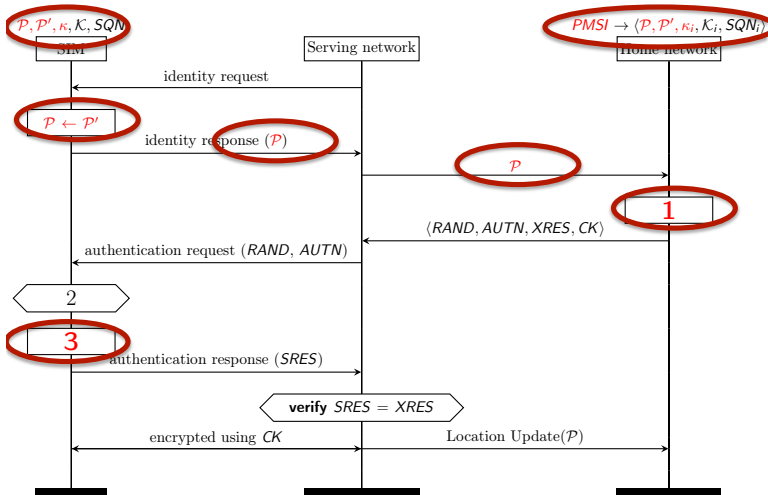 𝒫, 𝒫′, κ, 𝒦, SQN
PMSI → ⟨𝒫, 𝒫′, κᵢ, 𝒦ᵢ, SQNᵢ⟩
SIM
Serving network
Home network
identity request
𝒫 ← 𝒫′
identity response (𝒫)
𝒫
1
⟨RAND, AUTN, XRES, CK⟩
authentication request (RAND, AUTN)
2
3
authentication response (SRES)
verify SRES = XRES
encrypted using CK
Location Update(𝒫)